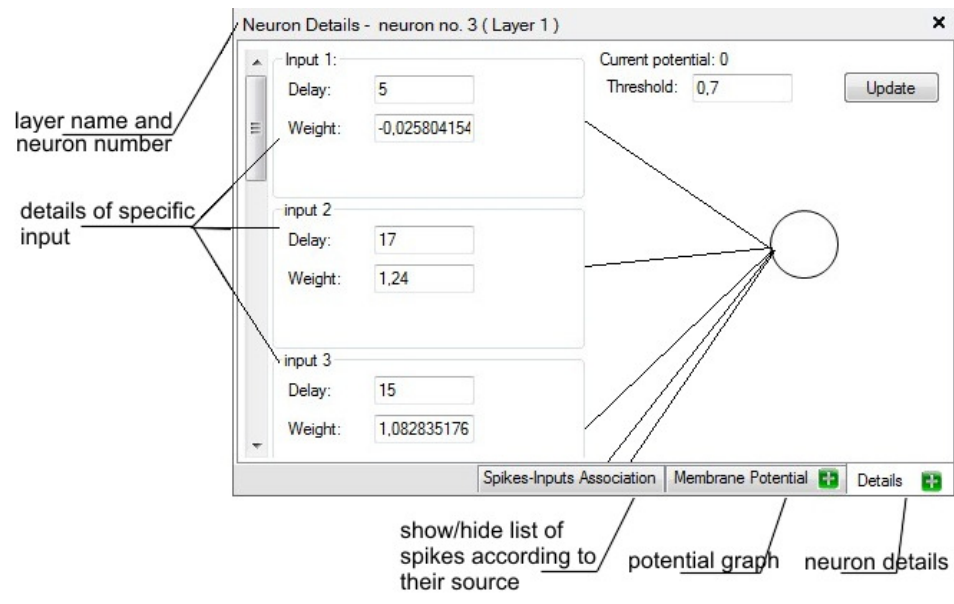 Neuron Details - neuron no. 3 ( Layer 1 )
Input 1:
Delay: 5
Weight: -0,025804154
Current potential: 0
Threshold: 0,7
Update
layer name and
neuron number
details of specific
input
input 2
Delay: 17
Weight: 1,24
input 3
Delay: 15
Weight: 1,082835176
Spikes-Inputs Association
Membrane Potential
Details
show/hide list of
spikes according to
their source
potential graph
neuron details